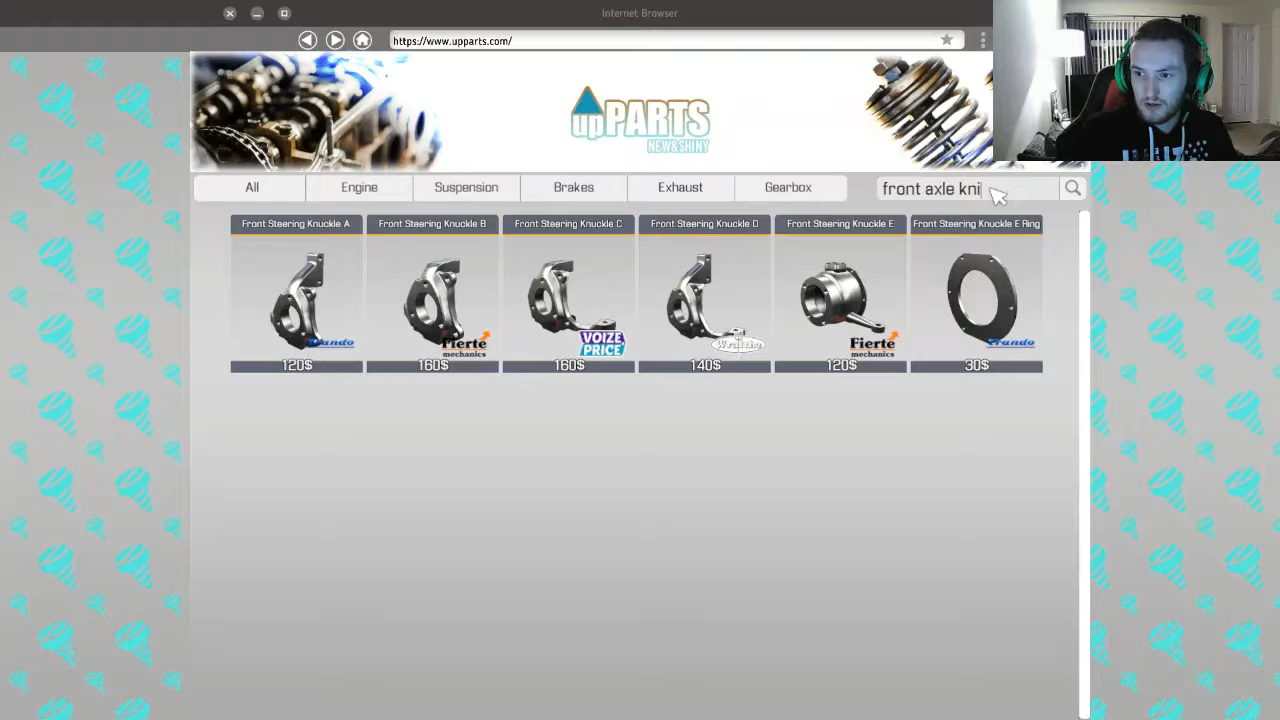 Internet Browser
https://www.upparts.com/
upPARTS
NEW&SHINY
All Engine Suspension Brakes Exhaust Gearbox front axle kni
Front Steering Knuckle A Front Steering Knuckle B Front Steering Knuckle C Front Steering Knuckle D Front Steering Knuckle E Front Steering Knuckle E Ring
Fierte mechanics VOIZE PRICE Fierte mechanics
120$ 160$ 160$ 140$ 120$ 30$